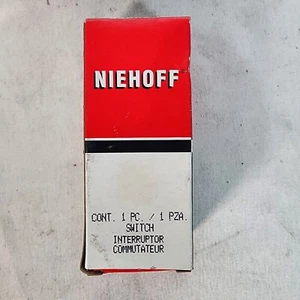 NIEHOFF
CONT. 1 PC. / 1 PZA.
SWITCH
INTERRUPTOR
COMMUTATEUR